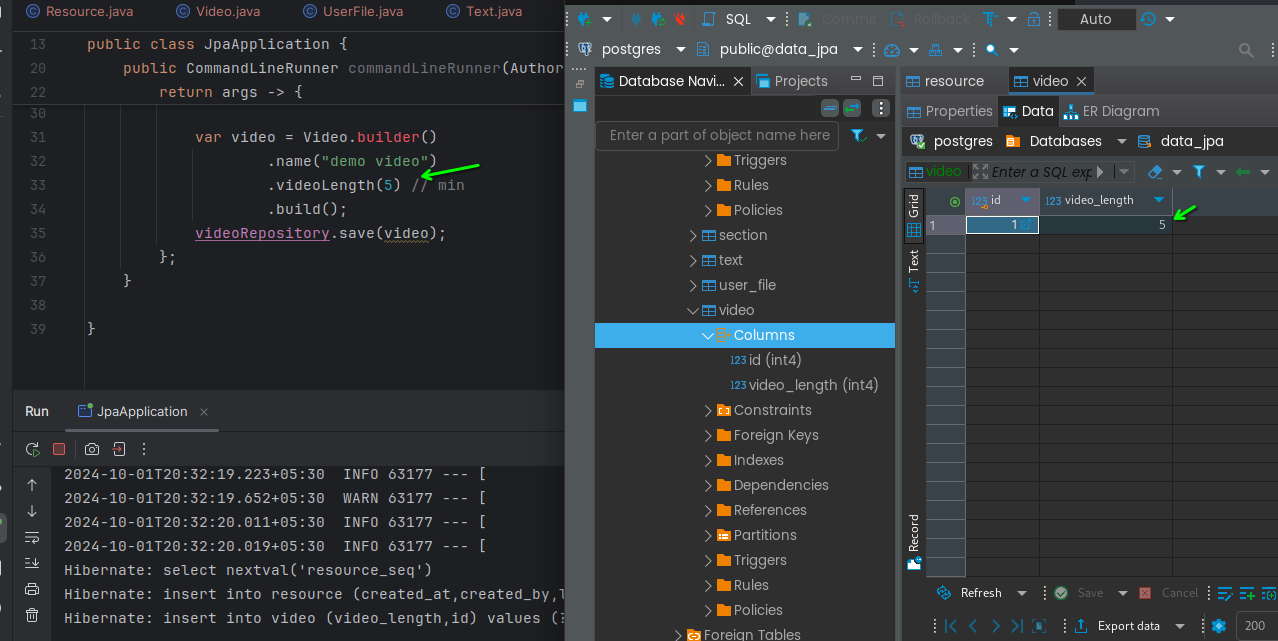 Resource.java
Video.java
UserFile.java
Text.java
13 public class JpaApplication {
20 public CommandLineRunner commandLineRunner(Author
22 return args -> {
30
31 var video = Video.builder()
32 .name("demo video")
33 .videoLength(5) // min
34 .build();
35 videoRepository.save(video);
36 };
37 }
38
39 }
Run
JpaApplication
2024-10-01T20:32:19.223+05:30  INFO 63177 --- [
2024-10-01T20:32:19.652+05:30  WARN 63177 --- [
2024-10-01T20:32:20.011+05:30  INFO 63177 --- [
2024-10-01T20:32:20.019+05:30  INFO 63177 --- [
Hibernate: select nextval('resource_seq')
Hibernate: insert into resource (created_at,created_by,
Hibernate: insert into video (video_length,id) values (
SQL
Commit
Rollback
Auto
postgres
public@data_jpa
Database Navi...
Projects
Enter a part of object name here
Triggers
Rules
Policies
section
text
user_file
video
Columns
123 id (int4)
123 video_length (int4)
Constraints
Foreign Keys
Indexes
Dependencies
References
Partitions
Triggers
Rules
Policies
Foreign Tables
resource
video
Properties
Data
ER Diagram
postgres
Databases
data_jpa
video
Enter a SQL exp
Grid
Text
Record
123 id
123 video_length
1
1
5
Refresh
Save
Cancel
Export data
200